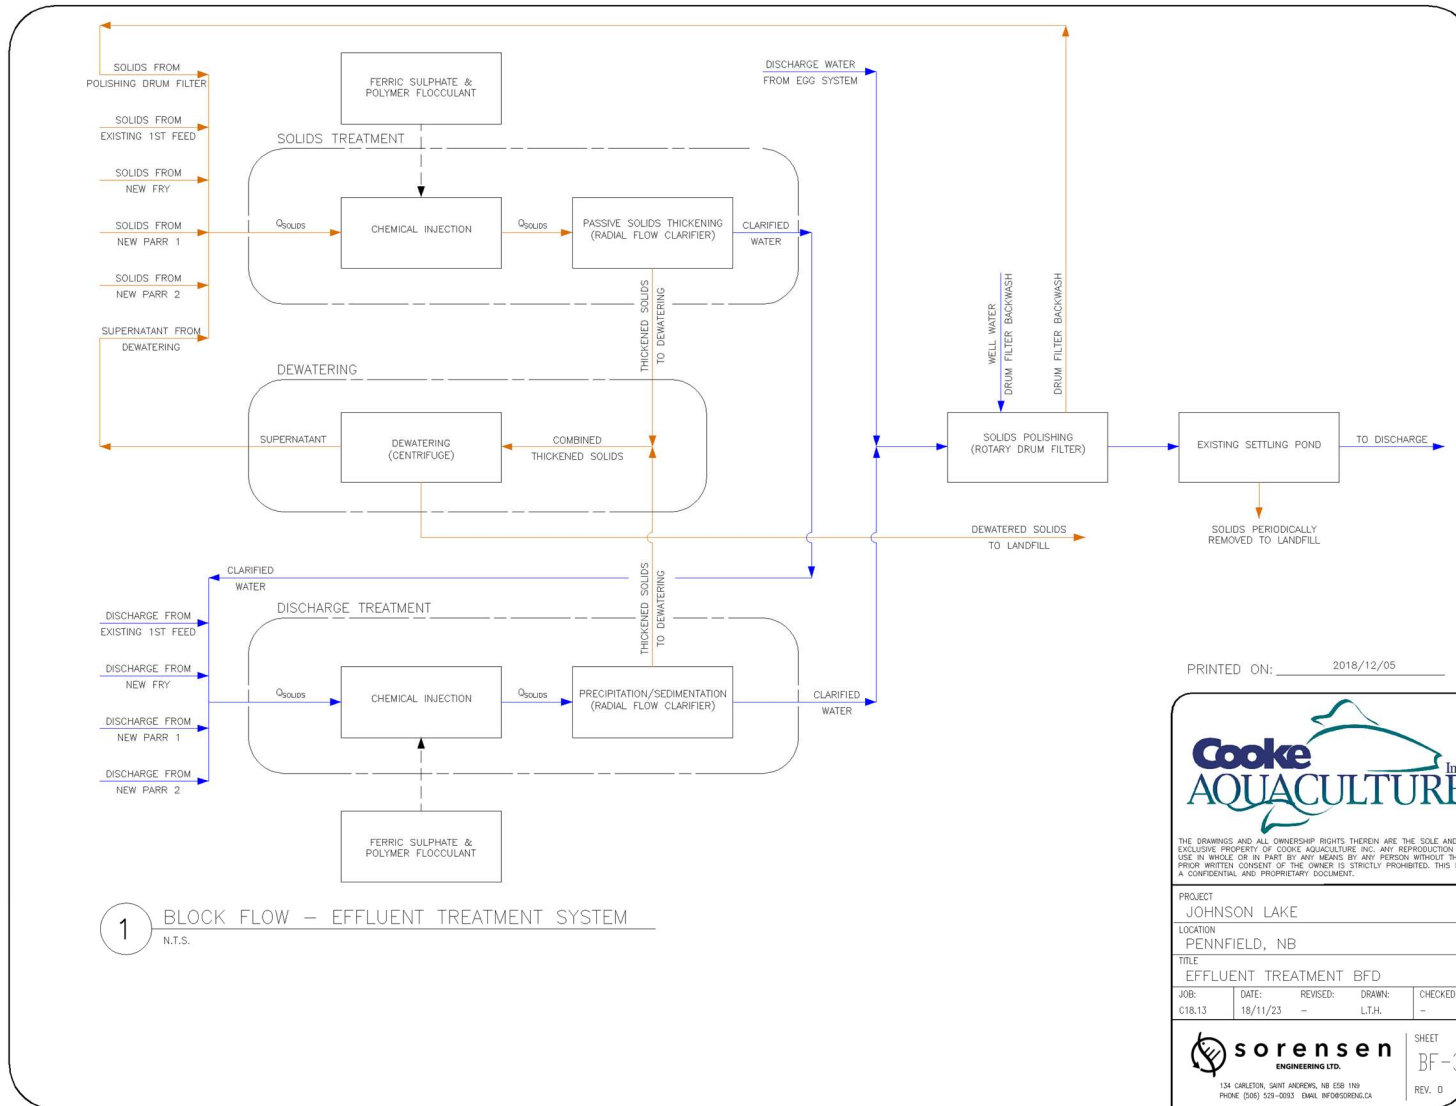 SOLIDS FROM
POLISHING DRUM FILTER
SOLIDS FROM
EXISTING 1ST FEED
SOLIDS FROM
NEW FRY
SOLIDS FROM
NEW PARR 1
SOLIDS FROM
NEW PARR 2
SUPERNATANT FROM
DEWATERING
FERRIC SULPHATE &
POLYMER FLOCCULANT
SOLIDS TREATMENT
QSOLIDS
CHEMICAL INJECTION
QSOLIDS
PASSIVE SOLIDS THICKENING
(RADIAL FLOW CLARIFIER)
CLARIFIED
WATER
THICKENED SOLIDS
TO DEWATERING
DISCHARGE WATER
FROM EGG SYSTEM
DEWATERING
SUPERNATANT
DEWATERING
(CENTRIFUGE)
COMBINED
THICKENED SOLIDS
WELL WATER
DRUM FILTER BACKWASH
DRUM FILTER BACKWASH
SOLIDS POLISHING
(ROTARY DRUM FILTER)
EXISTING SETTLING POND
TO DISCHARGE
SOLIDS PERIODICALLY
REMOVED TO LANDFILL
DEWATERED SOLIDS
TO LANDFILL
CLARIFIED
WATER
THICKENED SOLIDS
TO DEWATERING
DISCHARGE FROM
EXISTING 1ST FEED
DISCHARGE FROM
NEW FRY
DISCHARGE FROM
NEW PARR 1
DISCHARGE FROM
NEW PARR 2
DISCHARGE TREATMENT
QSOLIDS
CHEMICAL INJECTION
QSOLIDS
PRECIPITATION/SEDIMENTATION
(RADIAL FLOW CLARIFIER)
CLARIFIED
WATER
FERRIC SULPHATE &
POLYMER FLOCCULANT
1
BLOCK FLOW – EFFLUENT TREATMENT SYSTEM
N.T.S.
PRINTED ON: 2018/12/05
Cooke
AQUACULTURE
THE DRAWINGS AND ALL OWNERSHIP RIGHTS THEREIN ARE THE SOLE AND
EXCLUSIVE PROPERTY OF COOKE AQUACULTURE INC. ANY REPRODUCTION
USE IN WHOLE OR IN PART BY ANY MEANS BY ANY PERSON WITHOUT
PRIOR WRITTEN CONSENT OF THE OWNER IS STRICTLY PROHIBITED. THIS
A CONFIDENTIAL AND PROPRIETARY DOCUMENT.
PROJECT
JOHNSON LAKE
LOCATION
PENNFIELD, NB
TITLE
EFFLUENT TREATMENT BFD
JOB: DATE: REVISED: DRAWN: CHECKED
C18.13 18/11/23 – L.T.H. –
sorensen
ENGINEERING LTD.
134 CARLETON, SAINT ANDREWS, NB E5B 1N9
PHONE (506) 529-0093 EMAIL INFO@SORENG.CA
SHEET
BF-
REV. 0